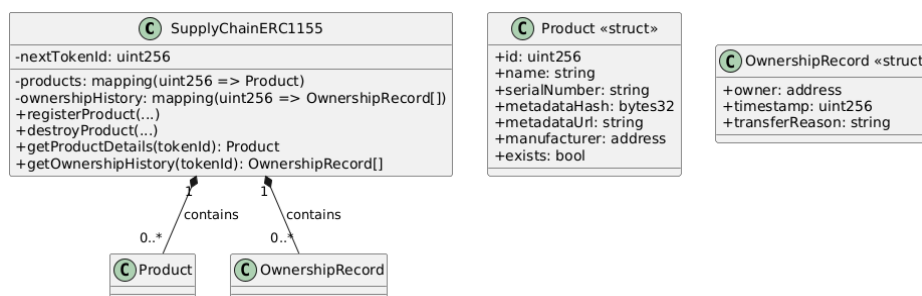 C SupplyChainERC1155
-nextTokenId: uint256
-products: mapping(uint256 => Product)
-ownershipHistory: mapping(uint256 => OwnershipRecord[])
+registerProduct(...)
+destroyProduct(...)
+getProductDetails(tokenId): Product
+getOwnershipHistory(tokenId): OwnershipRecord[]
C Product «struct»
+id: uint256
+name: string
+serialNumber: string
+metadataHash: bytes32
+metadataUrl: string
+manufacturer: address
+exists: bool
C OwnershipRecord «struct
+owner: address
+timestamp: uint256
+transferReason: string
1
1
contains
contains
0..*
0..*
C Product
C OwnershipRecord